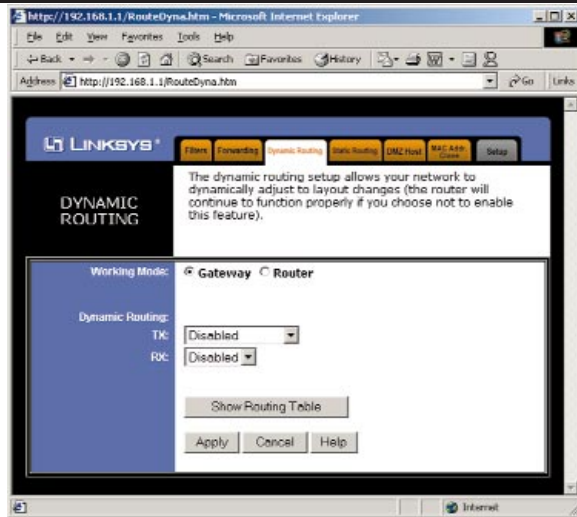 http://192.168.1.1/RouteDyna.htm - Microsoft Internet Explorer
File Edit View Favorites Tools Help
Back Search Favorites History
Address http://192.168.1.1/RouteDyna.htm Go Links
LINKSYS®
Filters Forwarding Dynamic Routing Static Routing DMZ Host MAC Addr. Clone Setup
DYNAMIC
ROUTING
The dynamic routing setup allows your network to
dynamically adjust to layout changes (the router will
continue to function properly if you choose not to enable
this feature).
Working Mode: Gateway Router
Dynamic Routing:
TX: Disabled
RX: Disabled
Show Routing Table
Apply Cancel Help
Internet